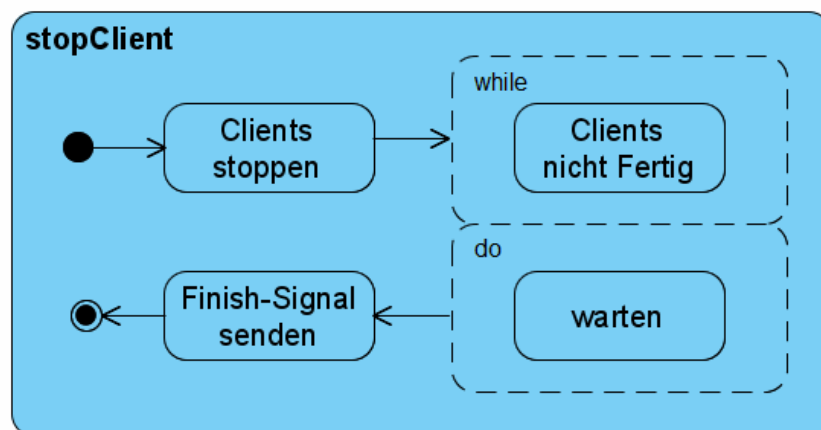 stopClient
while
Clients
stoppen
Clients
nicht Fertig
do
Finish-Signal
senden
warten